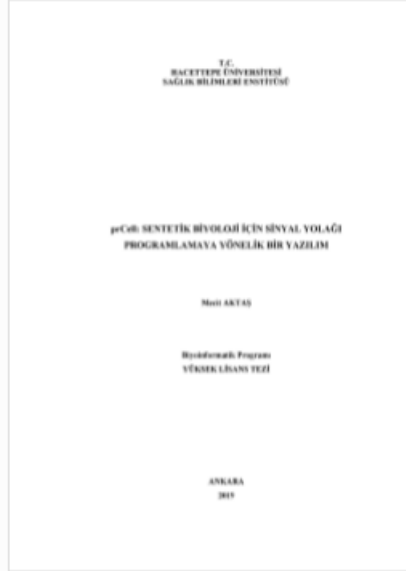 T.C.
HACETTEPE ÜNİVERSİTESİ
SAĞLIK BİLİMLERİ ENSTİTÜSÜ
prCell: SENTETİK BİYOLOJİ İÇİN SİNYAL YOLAĞI
PROGRAMLAMAYA YÖNELİK BİR YAZILIM
AKTAŞ
Biyoinformatik Programı
YÜKSEK LİSANS TEZİ
ANKARA